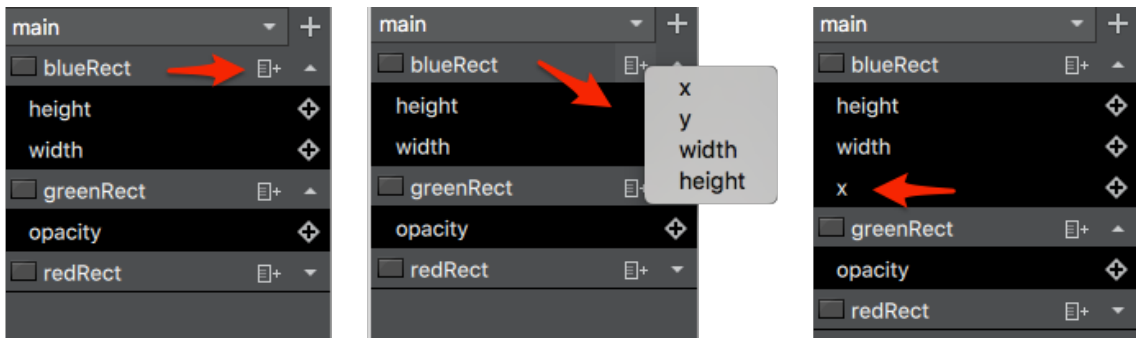 main
blueRect
height
width
greenRect
opacity
redRect
main
blueRect
height
width
greenRect
opacity
redRect
x
y
width
height
main
blueRect
height
width
x
greenRect
opacity
redRect